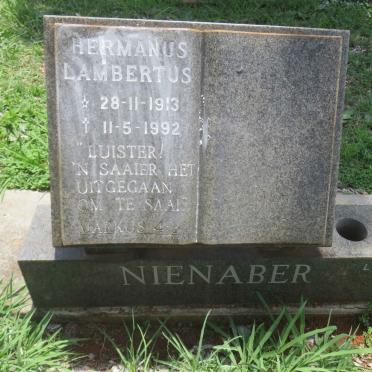 HERMANUS
LAMBERTUS
☆ 28-11-1913
† 11-5-1992
"LUISTER!
'N SAAIER HET
UITGEGAAN
OM TE SAAI"
MARKUS 4:3
NIENABER